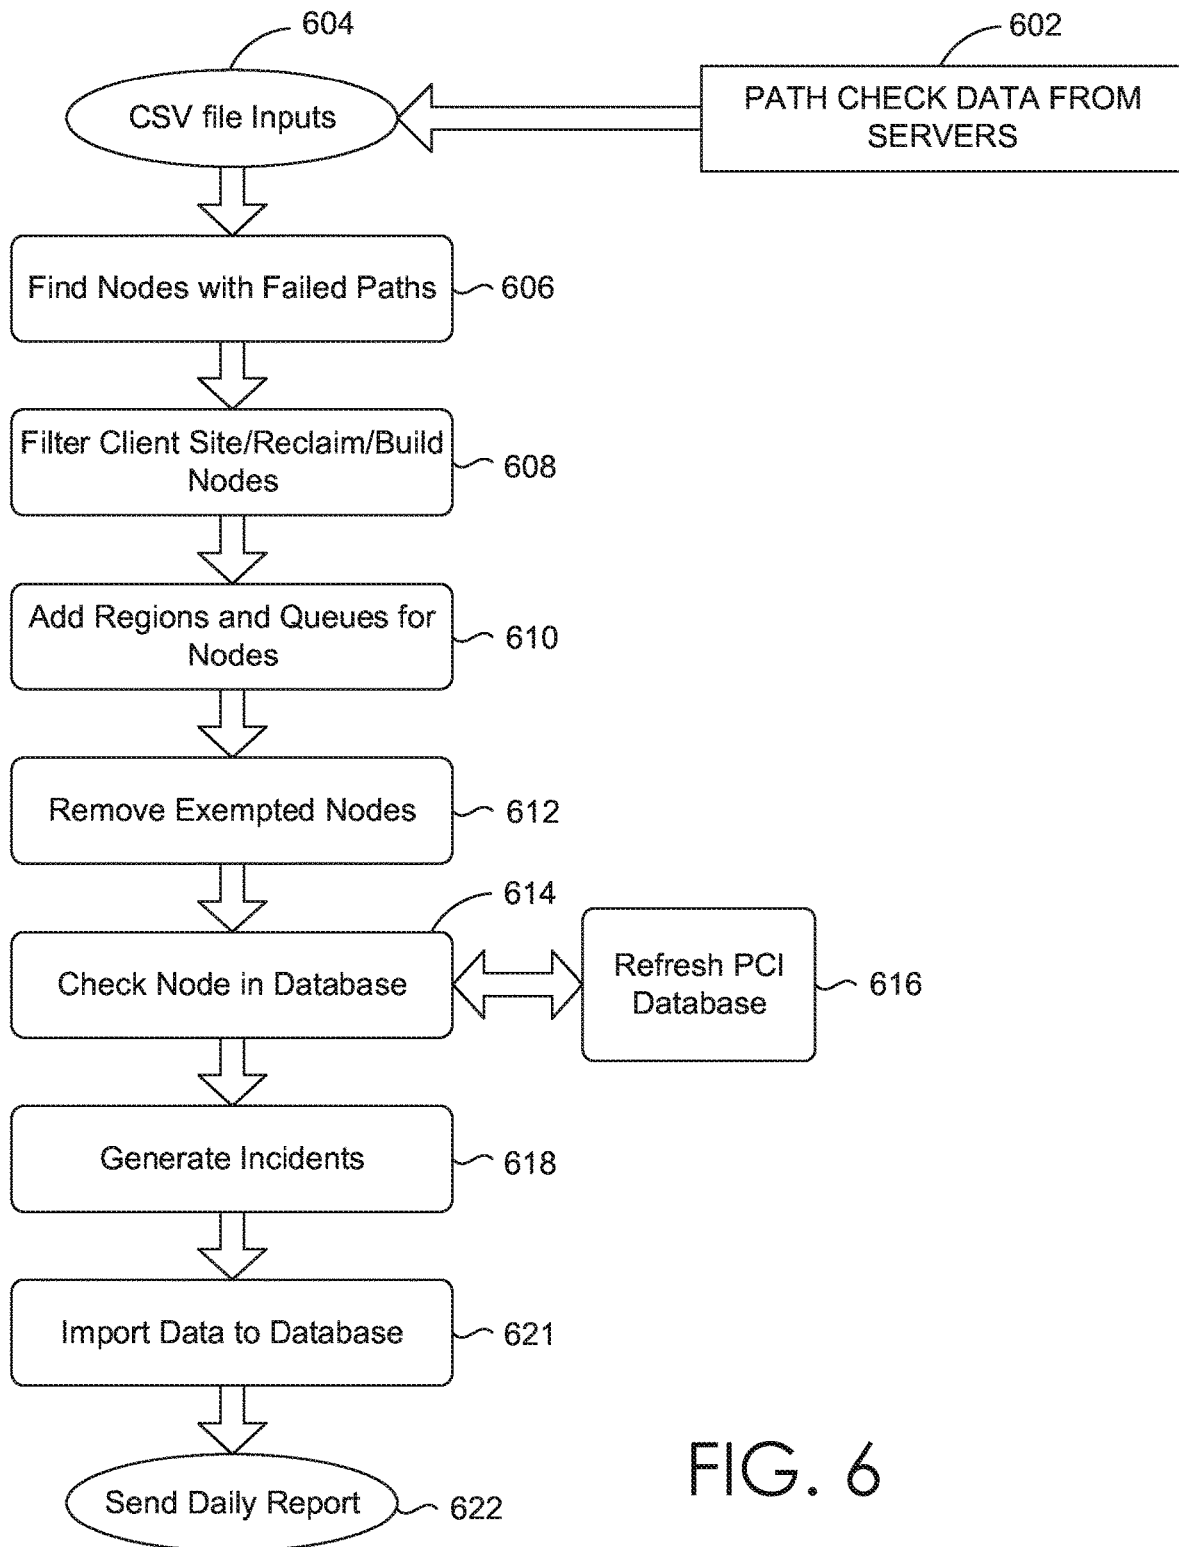 604
602
CSV file Inputs
PATH CHECK DATA FROM
SERVERS
Find Nodes with Failed Paths
606
Filter Client Site/Reclaim/Build
Nodes
608
Add Regions and Queues for
Nodes
610
Remove Exempted Nodes
612
614
Check Node in Database
Refresh PCI
Database
616
Generate Incidents
618
Import Data to Database
621
Send Daily Report
622
FIG. 6